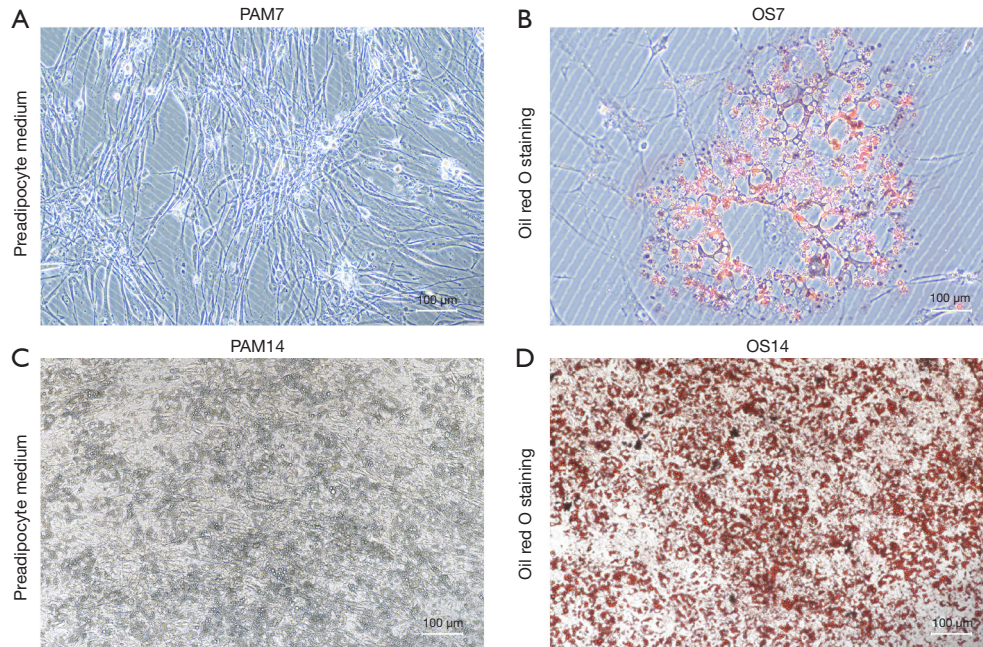 A
PAM7
Preadipocyte medium
100 μm
B
OS7
Oil red O staining
100 μm
C
PAM14
Preadipocyte medium
100 μm
D
OS14
Oil red O staining
100 μm